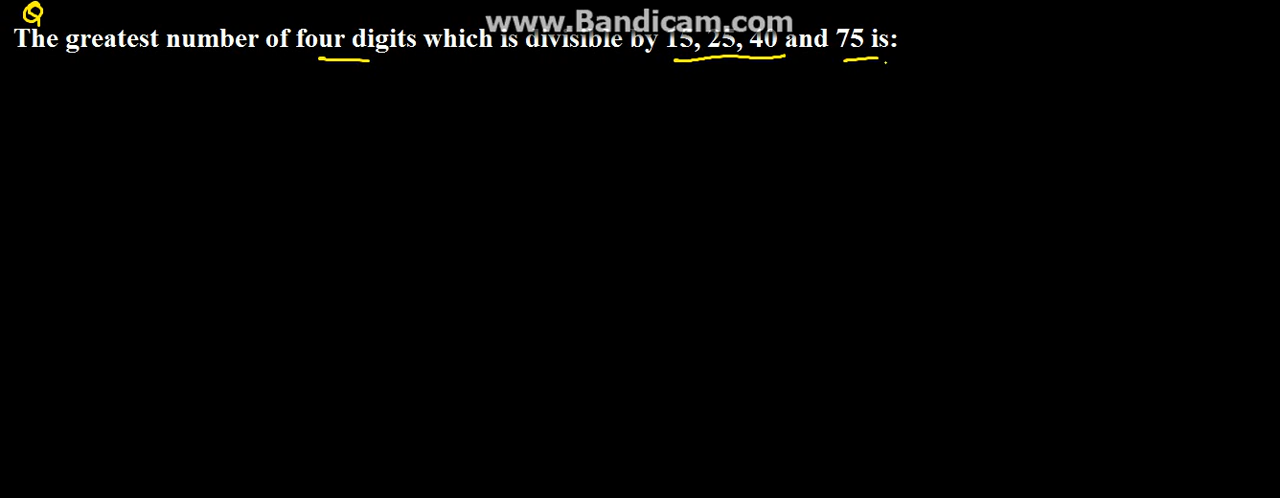 Q
www.Bandicam.com
The greatest number of four digits which is divisible by 15, 25, 40 and 75 is: